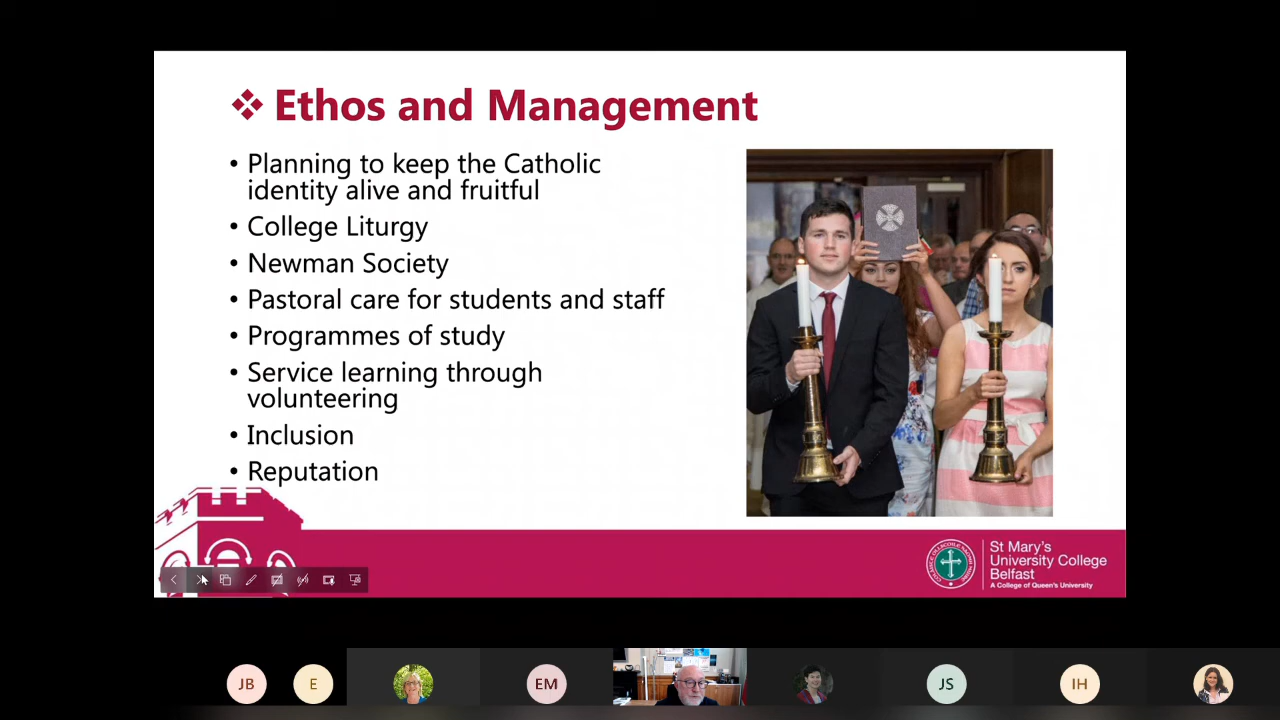 ❖ Ethos and Management
• Planning to keep the Catholic
identity alive and fruitful
• College Liturgy
• Newman Society
• Pastoral care for students and staff
• Programmes of study
• Service learning through
volunteering
• Inclusion
• Reputation
St Mary's
University College
Belfast
A College of Queen's University
JB
E
EM
JS
IH